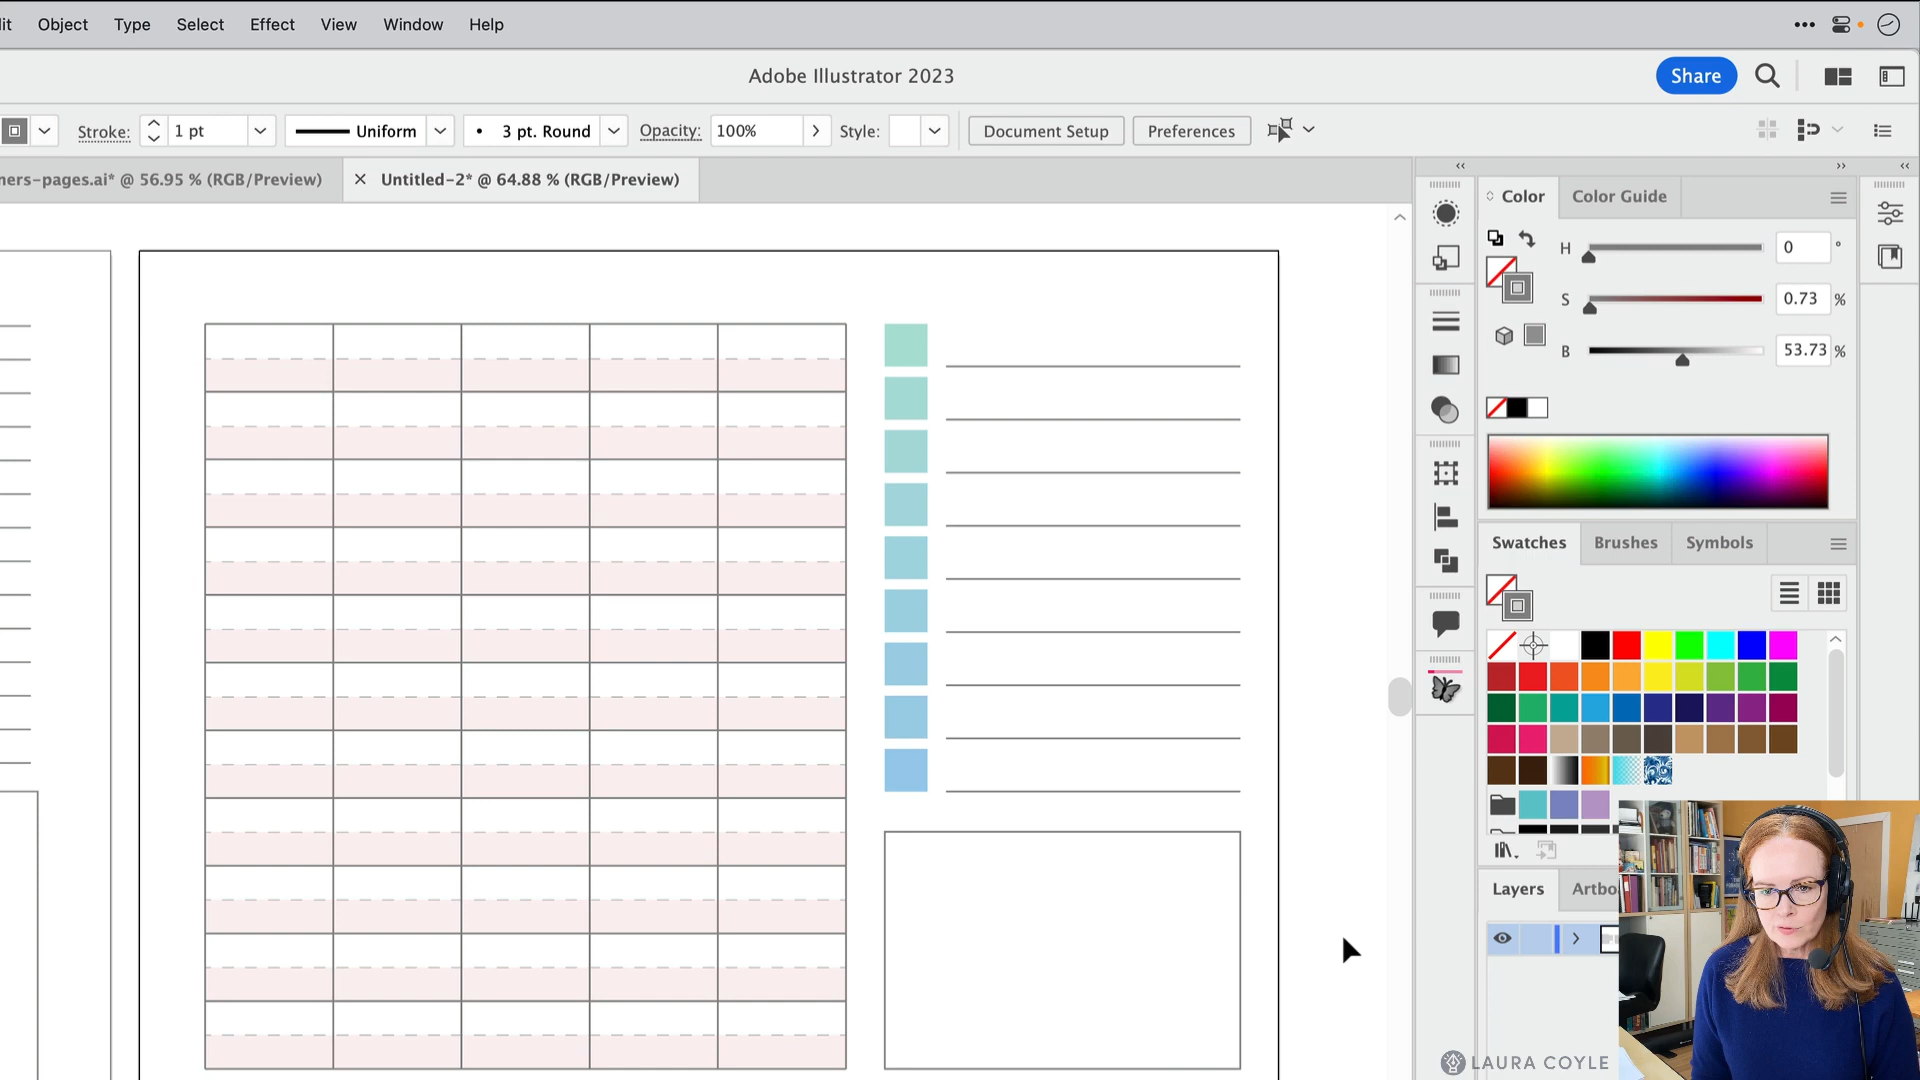 it Object Type Select Effect View Window Help
Adobe Illustrator 2023
Share
Stroke: 1 pt Uniform 3 pt. Round Opacity: 100% Style: Document Setup Preferences
ners-pages.ai* @ 56.95 % (RGB/Preview) Untitled-2* @ 64.88 % (RGB/Preview)
Color Color Guide
H 0 °
S 0.73 %
B 53.73 %
Swatches Brushes Symbols
Layers Artbo
LAURA COYLE